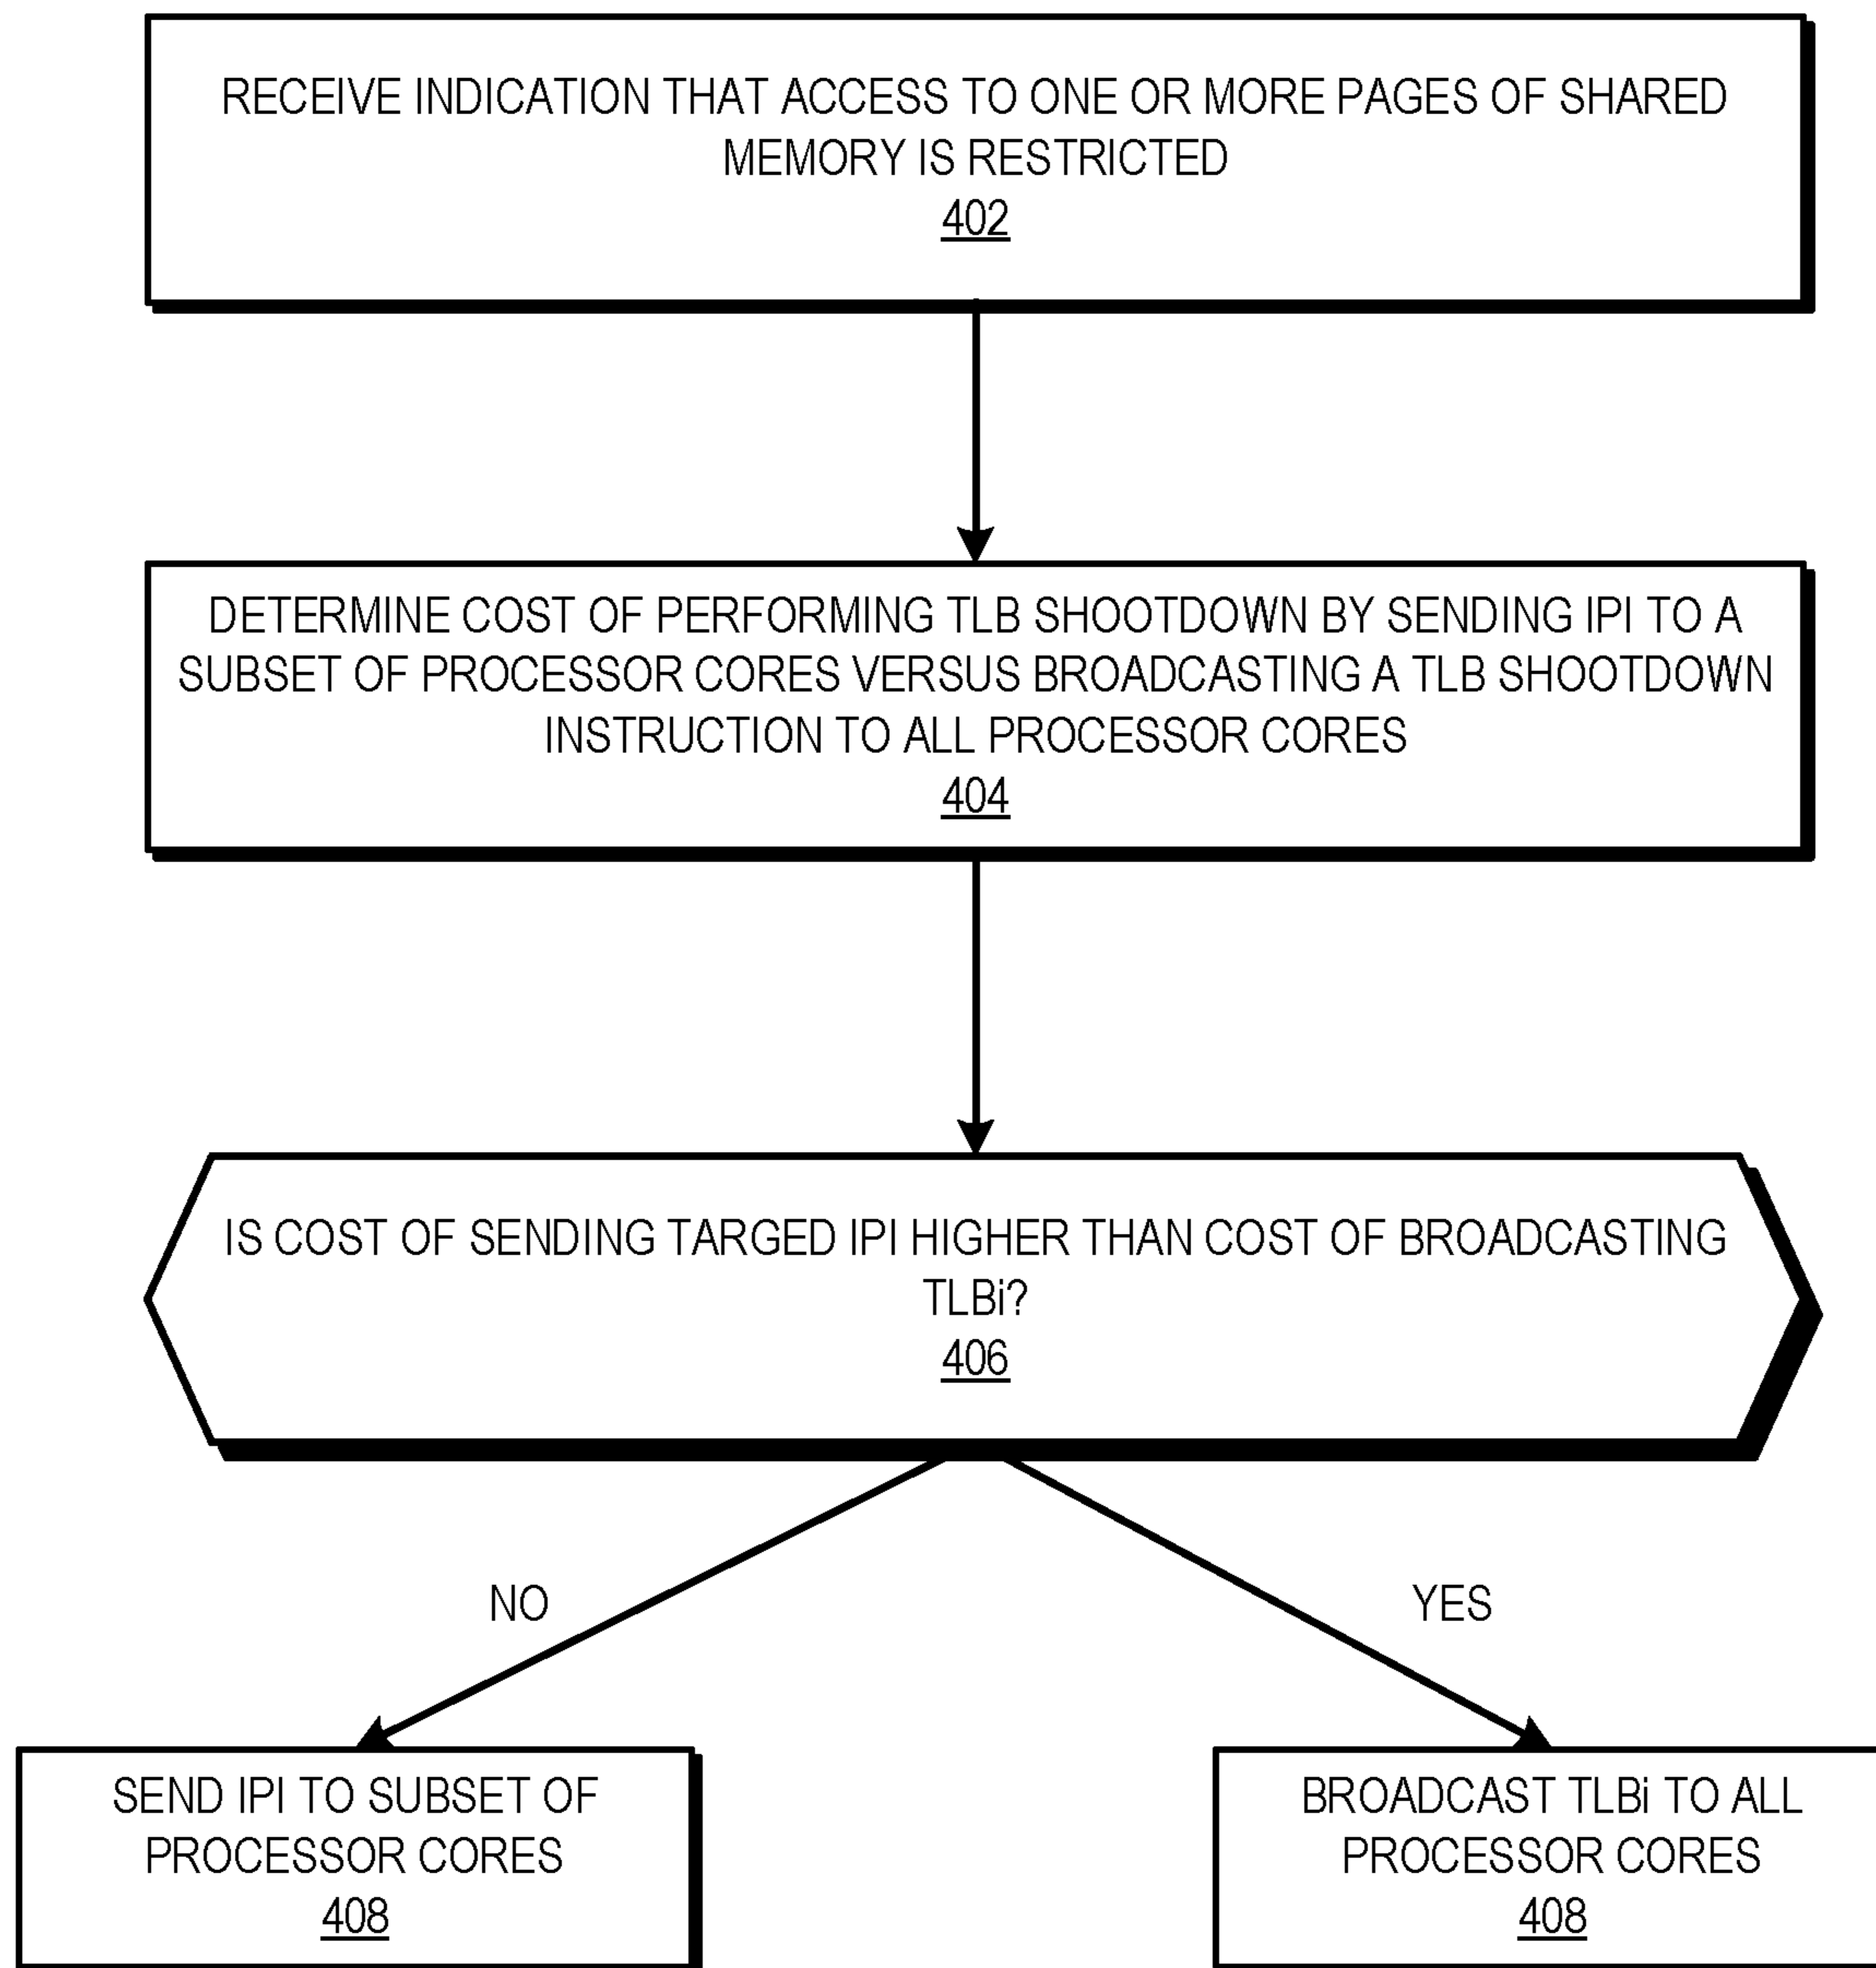 RECEIVE INDICATION THAT ACCESS TO ONE OR MORE PAGES OF SHARED
MEMORY IS RESTRICTED
402
DETERMINE COST OF PERFORMING TLB SHOOTDOWN BY SENDING IPI TO A
SUBSET OF PROCESSOR CORES VERSUS BROADCASTING A TLB SHOOTDOWN
INSTRUCTION TO ALL PROCESSOR CORES
404
IS COST OF SENDING TARGED IPI HIGHER THAN COST OF BROADCASTING
TLBi?
406
NO
YES
SEND IPI TO SUBSET OF
PROCESSOR CORES
408
BROADCAST TLBi TO ALL
PROCESSOR CORES
408